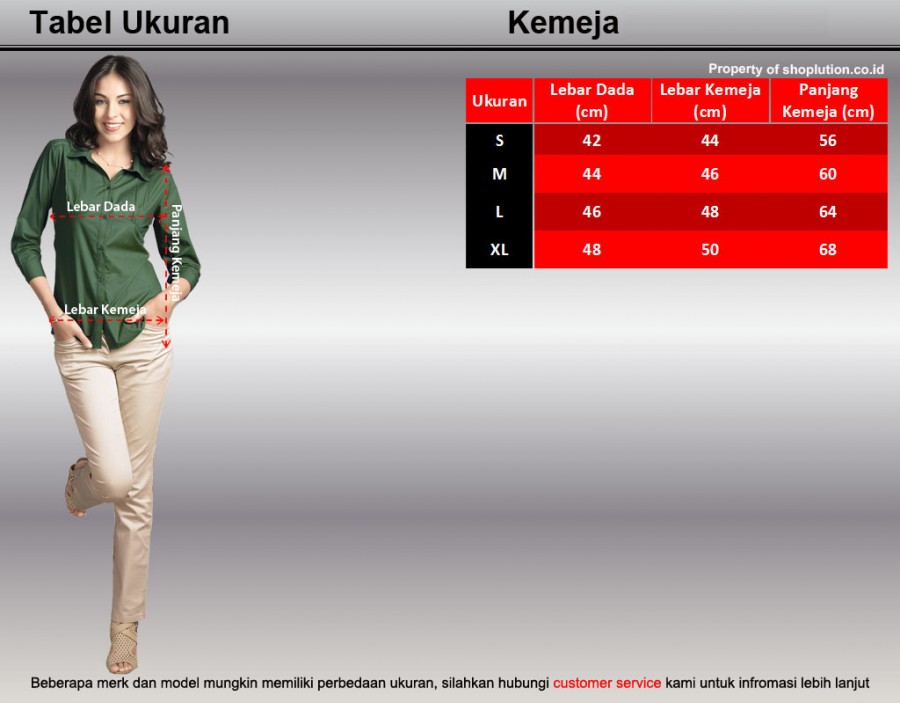 Tabel Ukuran
Kemeja
Property of shoplution.co.id
Ukuran Lebar Dada (cm) Lebar Kemeja (cm) Panjang Kemeja (cm)
S 42 44 56
M 44 46 60
L 46 48 64
XL 48 50 68
Lebar Dada
Panjang Kemeja
Lebar Kemeja
Beberapa merk dan model mungkin memiliki perbedaan ukuran, silahkan hubungi customer service kami untuk infromasi lebih lanjut